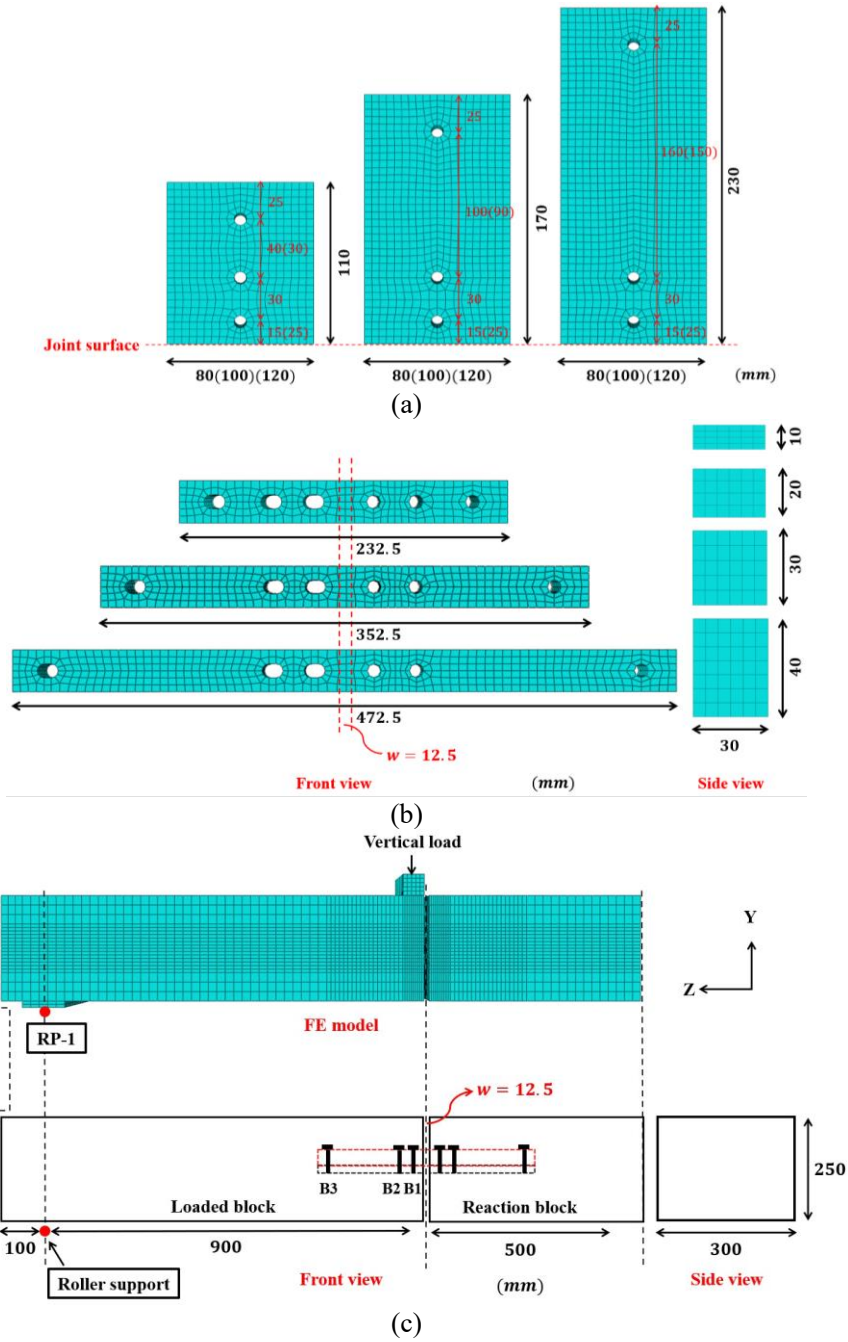 25
25
25
160(150)
230
100(90)
170
40(30)
110
30
30
30
15(25)
15(25)
15(25)
Joint surface
80(100)(120)
80(100)(120)
80(100)(120)
(mm)
(a)
10
20
232.5
30
352.5
40
472.5
30
w = 12.5
Front view
(mm)
Side view
(b)
Vertical load
Y
Z
FE model
RP-1
w = 12.5
250
B3
B2
B1
Loaded block
Reaction block
100
900
500
300
Roller support
Front view
(mm)
Side view
(c)